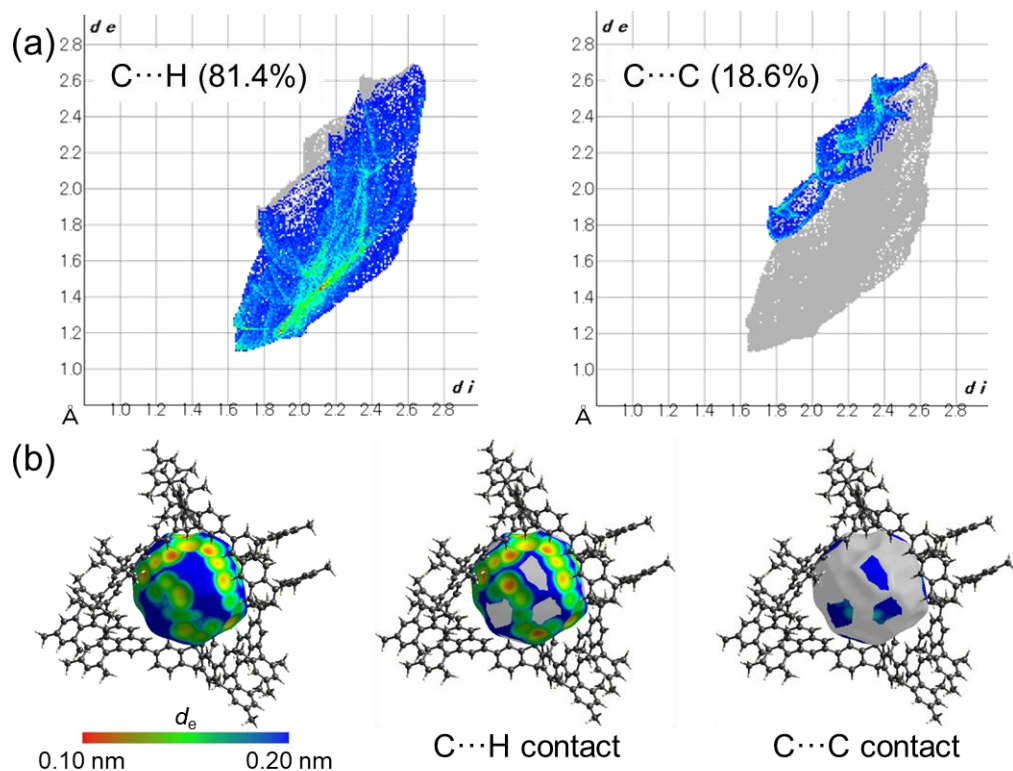 (a)
d e
2.8
2.6
2.4
2.2
2.0
1.8
1.6
1.4
1.2
1.0
C⋯H (81.4%)
d i
Å
1.0 1.2 1.4 1.6 1.8 2.0 2.2 2.4 2.6 2.8
d e
2.8
2.6
2.4
2.2
2.0
1.8
1.6
1.4
1.2
1.0
C⋯C (18.6%)
d i
Å
1.0 1.2 1.4 1.6 1.8 2.0 2.2 2.4 2.6 2.8
(b)
de
0.10 nm 0.20 nm
C⋯H contact
C⋯C contact